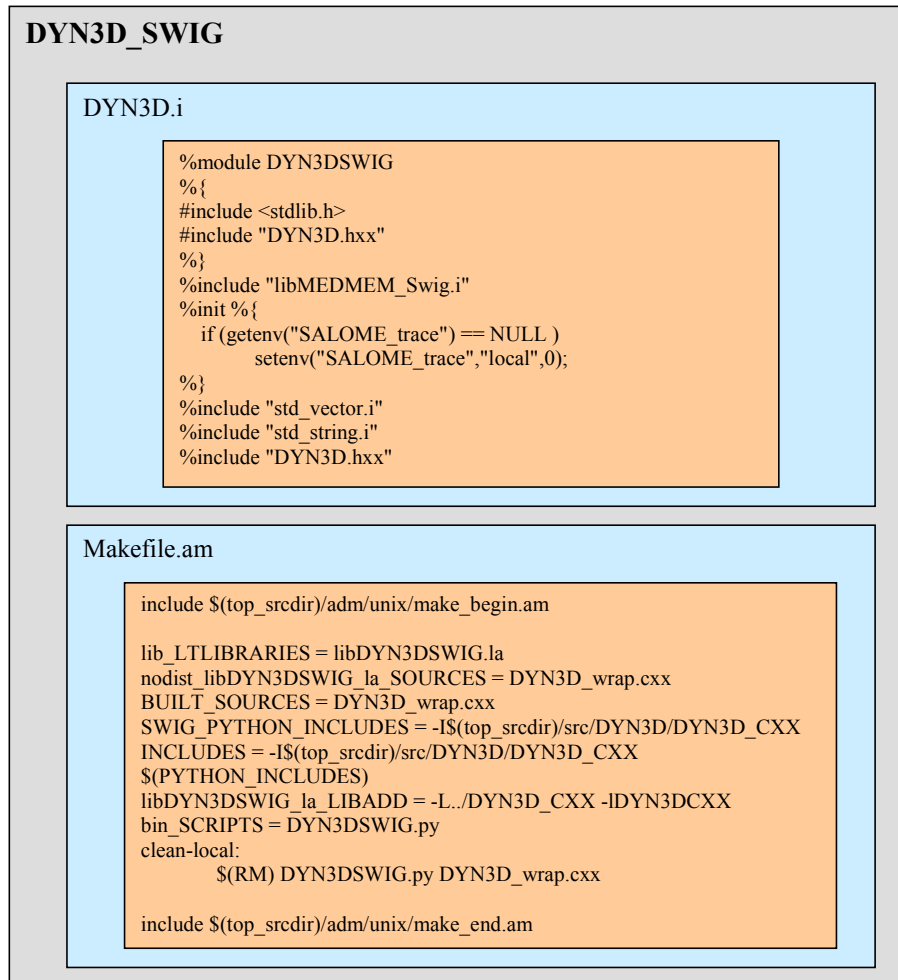 DYN3D_SWIG
DYN3D.i
%module DYN3DSWIG
%{
#include <stdlib.h>
#include "DYN3D.hxx"
%}
%include "libMEDMEM_Swig.i"
%init %{
if (getenv("SALOME_trace") == NULL )
setenv("SALOME_trace","local",0);
%}
%include "std_vector.i"
%include "std_string.i"
%include "DYN3D.hxx"
Makefile.am
include $(top_srcdir)/adm/unix/make_begin.am
lib_LTLIBRARIES = libDYN3DSWIG.la
nodist_libDYN3DSWIG_la_SOURCES = DYN3D_wrap.cxx
BUILT_SOURCES = DYN3D_wrap.cxx
SWIG_PYTHON_INCLUDES = -I$(top_srcdir)/src/DYN3D/DYN3D_CXX
INCLUDES = -I$(top_srcdir)/src/DYN3D/DYN3D_CXX
$(PYTHON_INCLUDES)
libDYN3DSWIG_la_LIBADD = -L../DYN3D_CXX -lDYN3DCXX
bin_SCRIPTS = DYN3DSWIG.py
clean-local:
$(RM) DYN3DSWIG.py DYN3D_wrap.cxx
include $(top_srcdir)/adm/unix/make_end.am